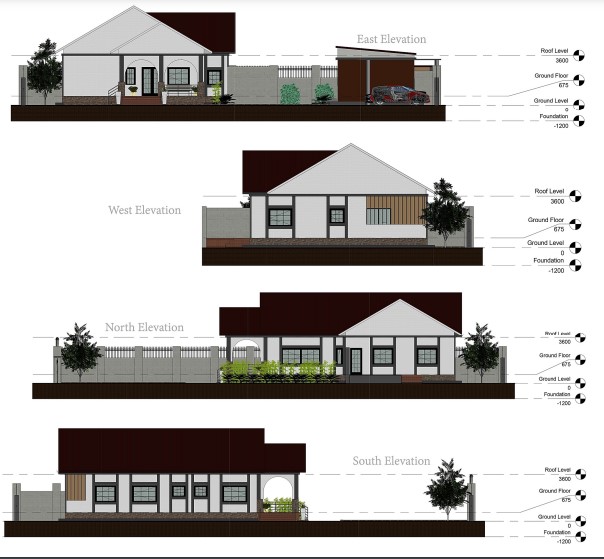 East Elevation
Roof Level
3600
Ground Floor
675
Ground Level
0
Foundation
-1200
West Elevation
Roof Level
3600
Ground Floor
675
Ground Level
0
Foundation
-1200
North Elevation
Roof Level
3600
Ground Floor
675
Ground Level
0
Foundation
-1200
South Elevation
Roof Level
3600
Ground Floor
675
Ground Level
0
Foundation
-1200